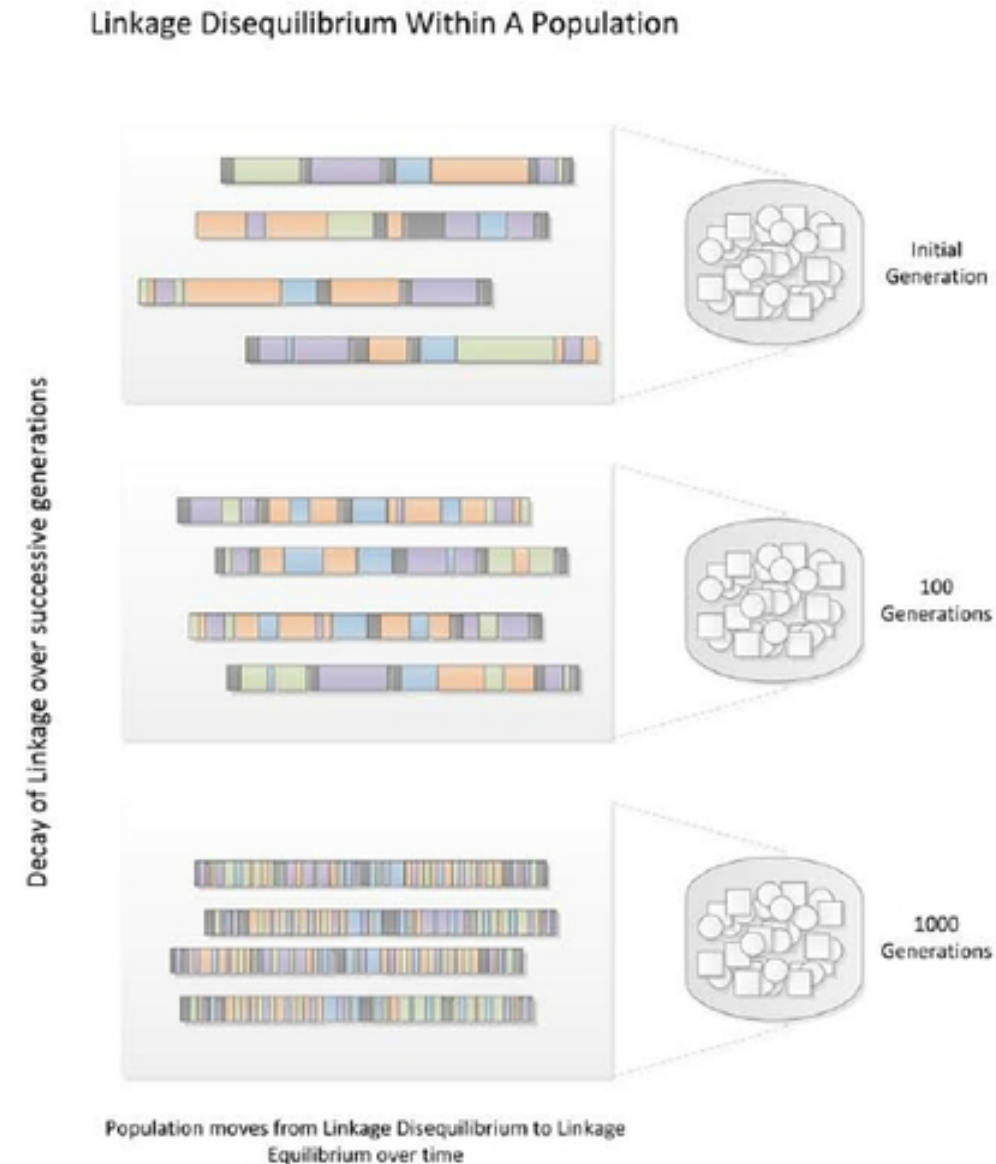 Linkage Disequilibrium Within A Population
Decay of Linkage over successive generations
Initial
Generation
100
Generations
1000
Generations
Population moves from Linkage Disequilibrium to Linkage
Equilibrium over time